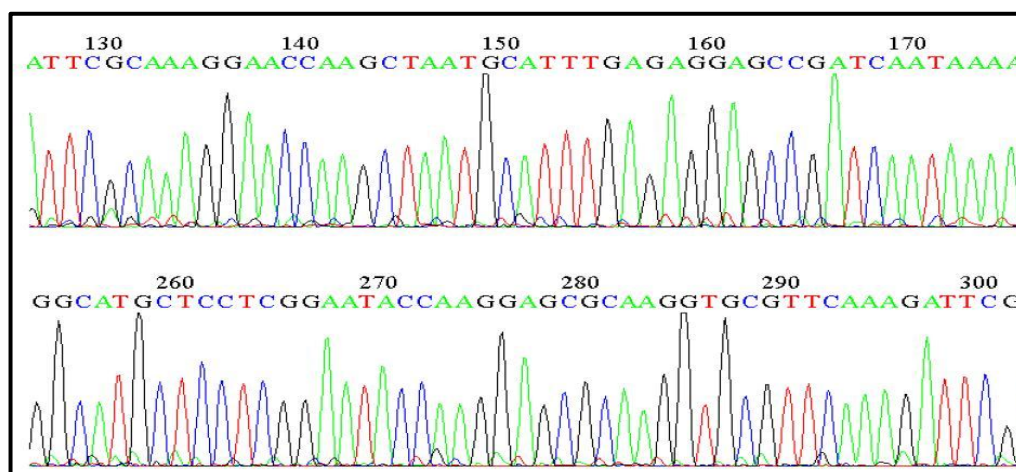 130 140 150 160 170
ATTCGCAAAGGAACCAAGCTAATGCATTTGAGAGGAGCCGATCAATAAAA
260 270 280 290 300
GGCATGCTCCTCGGAATACCAAGGAGCGCAAGGTGCGTTCAAAGATTCG